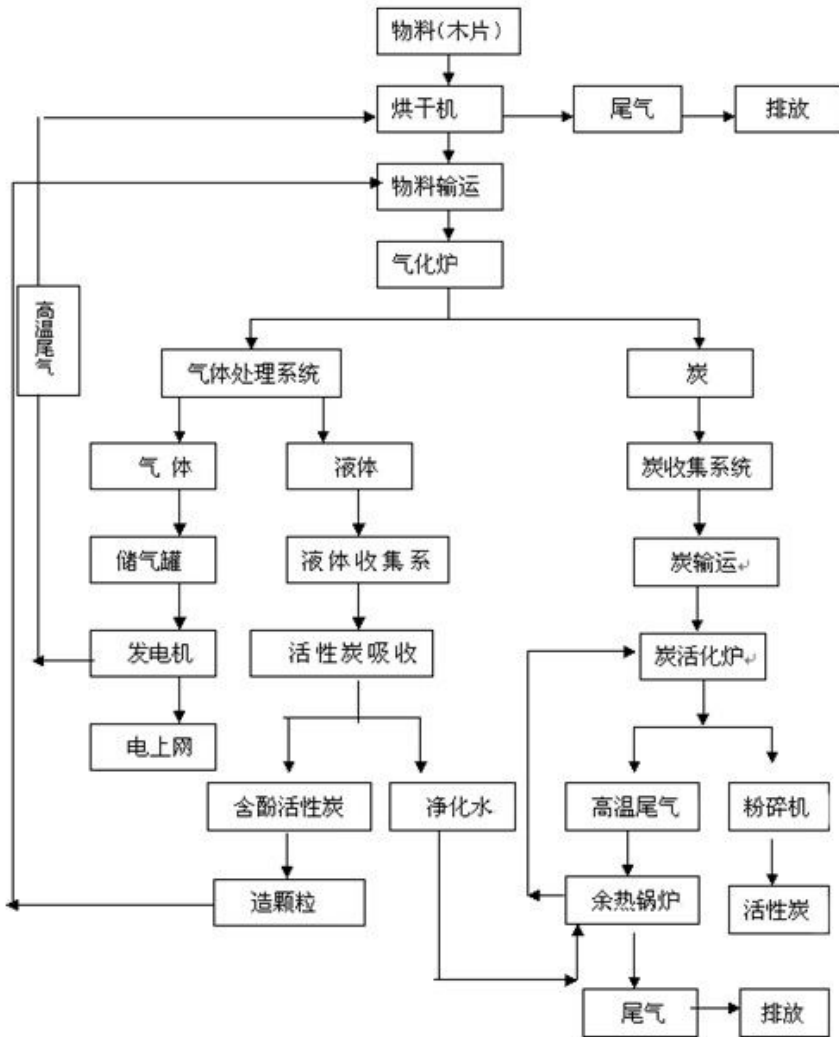 物料(木片)
烘干机
尾气
排放
物料输运
气化炉
高温尾气
气体处理系统
炭
气 体
液体
炭收集系统
储气罐
液体收集系
炭输运↵
发电机
活性炭吸收
炭活化炉↵
电上网
含酚活性炭
净化水
高温尾气
粉碎机
造颗粒
余热锅炉
活性炭
尾气
排放